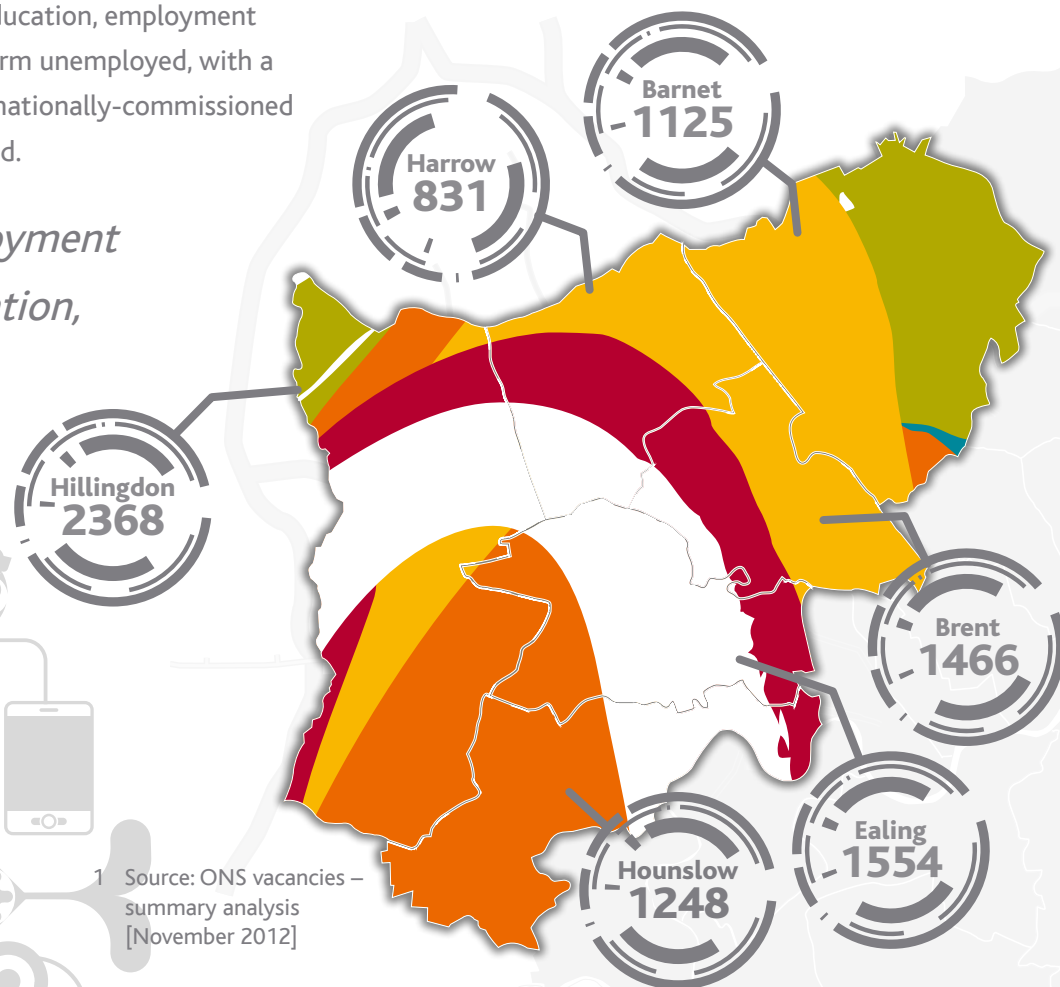 ducation, employment
rm unemployed, with a
nationally-commissioned
d.
oyment
ation,
Barnet
1125
Harrow
831
Hillingdon
2368
Brent
1466
Ealing
1554
Hounslow
1248
1 Source: ONS vacancies –
summary analysis
[November 2012]